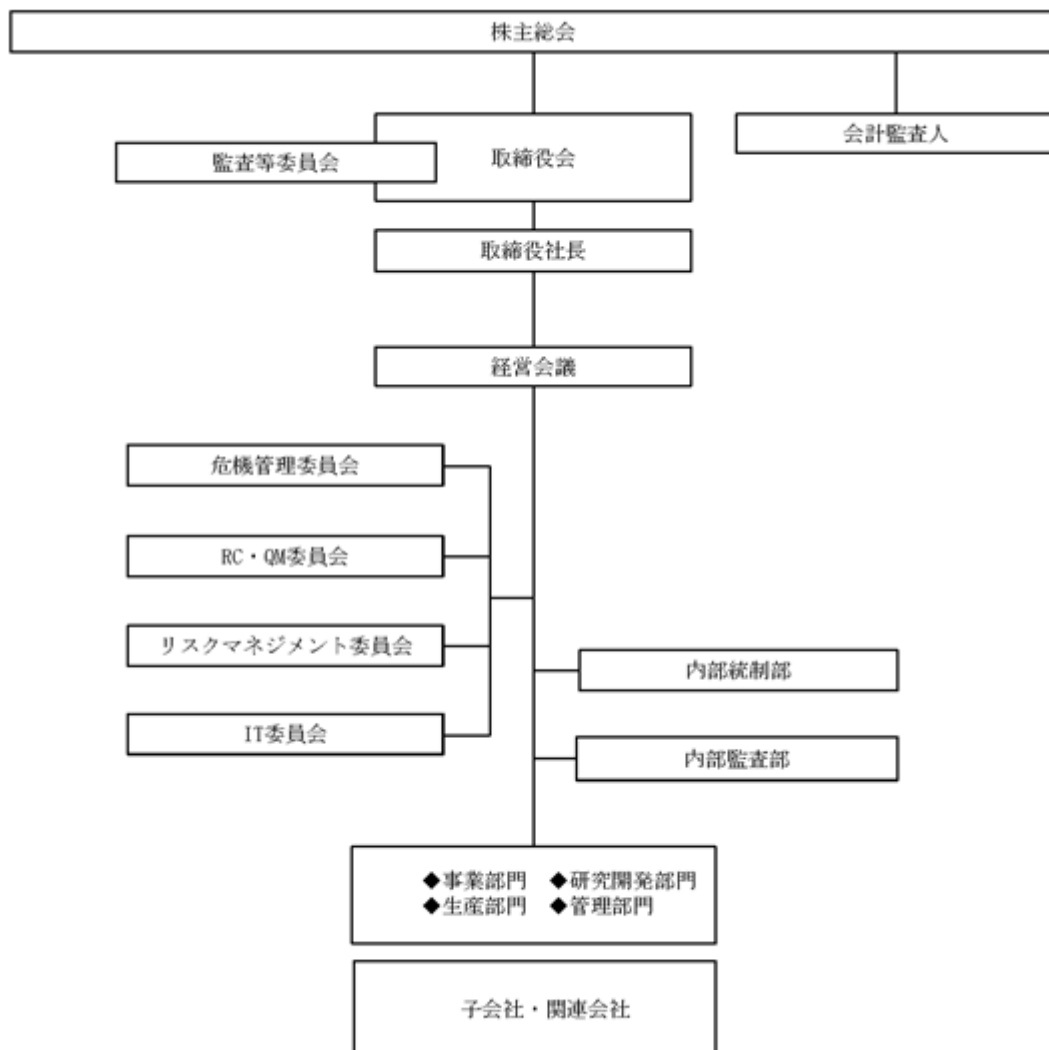 株主総会
会計監査人
取締役会
監査等委員会
取締役社長
経営会議
危機管理委員会
RC・QM委員会
リスクマネジメント委員会
IT委員会
内部統制部
内部監査部
◆事業部門 ◆研究開発部門
◆生産部門 ◆管理部門
子会社・関連会社